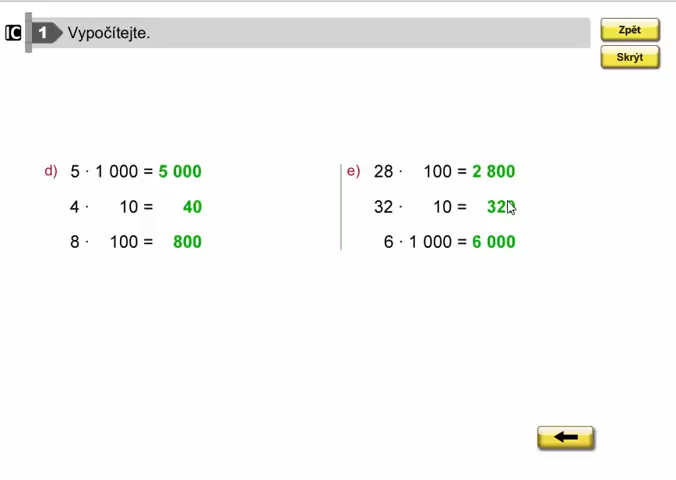 1 Vypočítejte.
Zpět
Skrýt
d) 5 · 1 000 = 5 000
4 · 10 = 40
8 · 100 = 800
e) 28 · 100 = 2 800
32 · 10 = 320
6 · 1 000 = 6 000